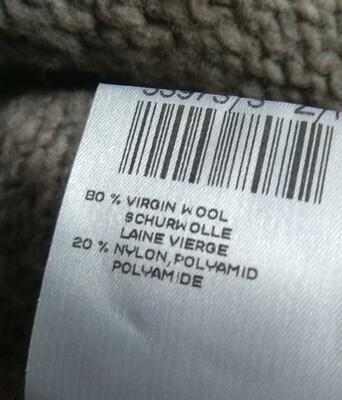 80 % VIRGIN WOOL
SCHURWOLLE
LAINE VIERGE
20 % NYLON, POLYAMID
POLYAMIDE